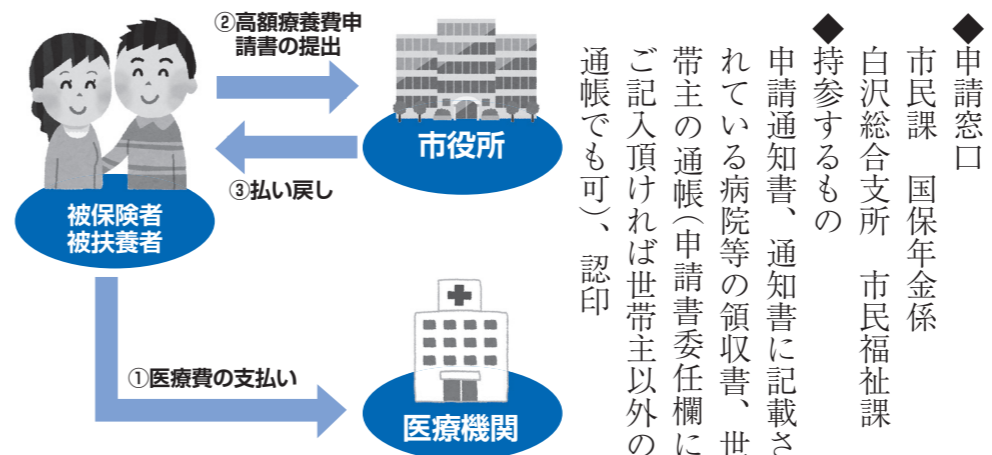 ◆申請窓口
市民課　国保年金係
白沢総合支所　市民福祉課
◆持参するもの
申請通知書、通知書に記載さ
れている病院等の領収書、世
帯主の通帳(申請書委任欄に
ご記入頂ければ世帯主以外の
通帳でも可)、認印
②高額療養費申
請書の提出
市役所
③払い戻し
被保険者
被扶養者
①医療費の支払い
医療機関